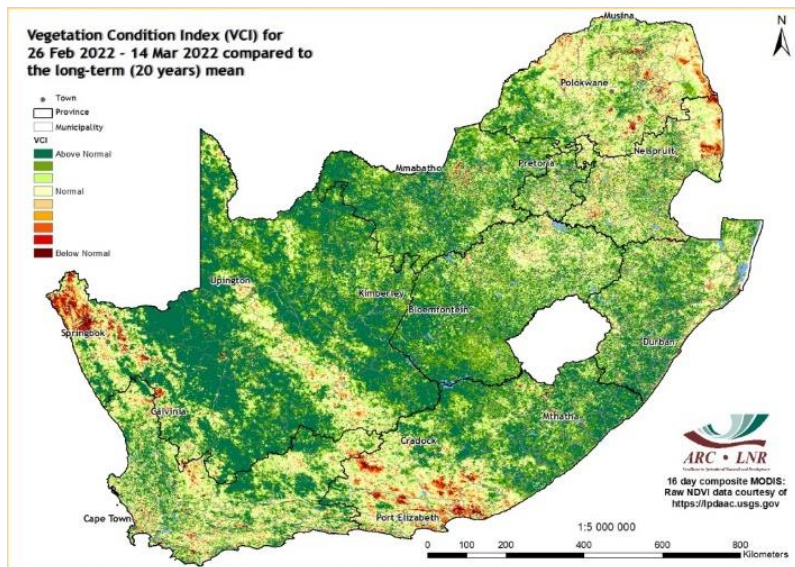 Vegetation Condition Index (VCI) for
26 Feb 2022 - 14 Mar 2022 compared to
the long-term (20 years) mean
Town
Province
Municipality
VCI
Above Normal
Normal
Below Normal
N
Musina
Polokwane
Nelspruit
Pretoria
Mmabatho
Upington
Kimberley
Bloemfontein
Springbok
Durban
Calvinia
Mthatha
Cradock
Cape Town
Port Elizabeth
ARC • LNR
16 day composite MODIS:
Raw NDVI data courtesy of
https://lpdaac.usgs.gov
1:5 000 000
0 100 200 400 600 800
Kilometers